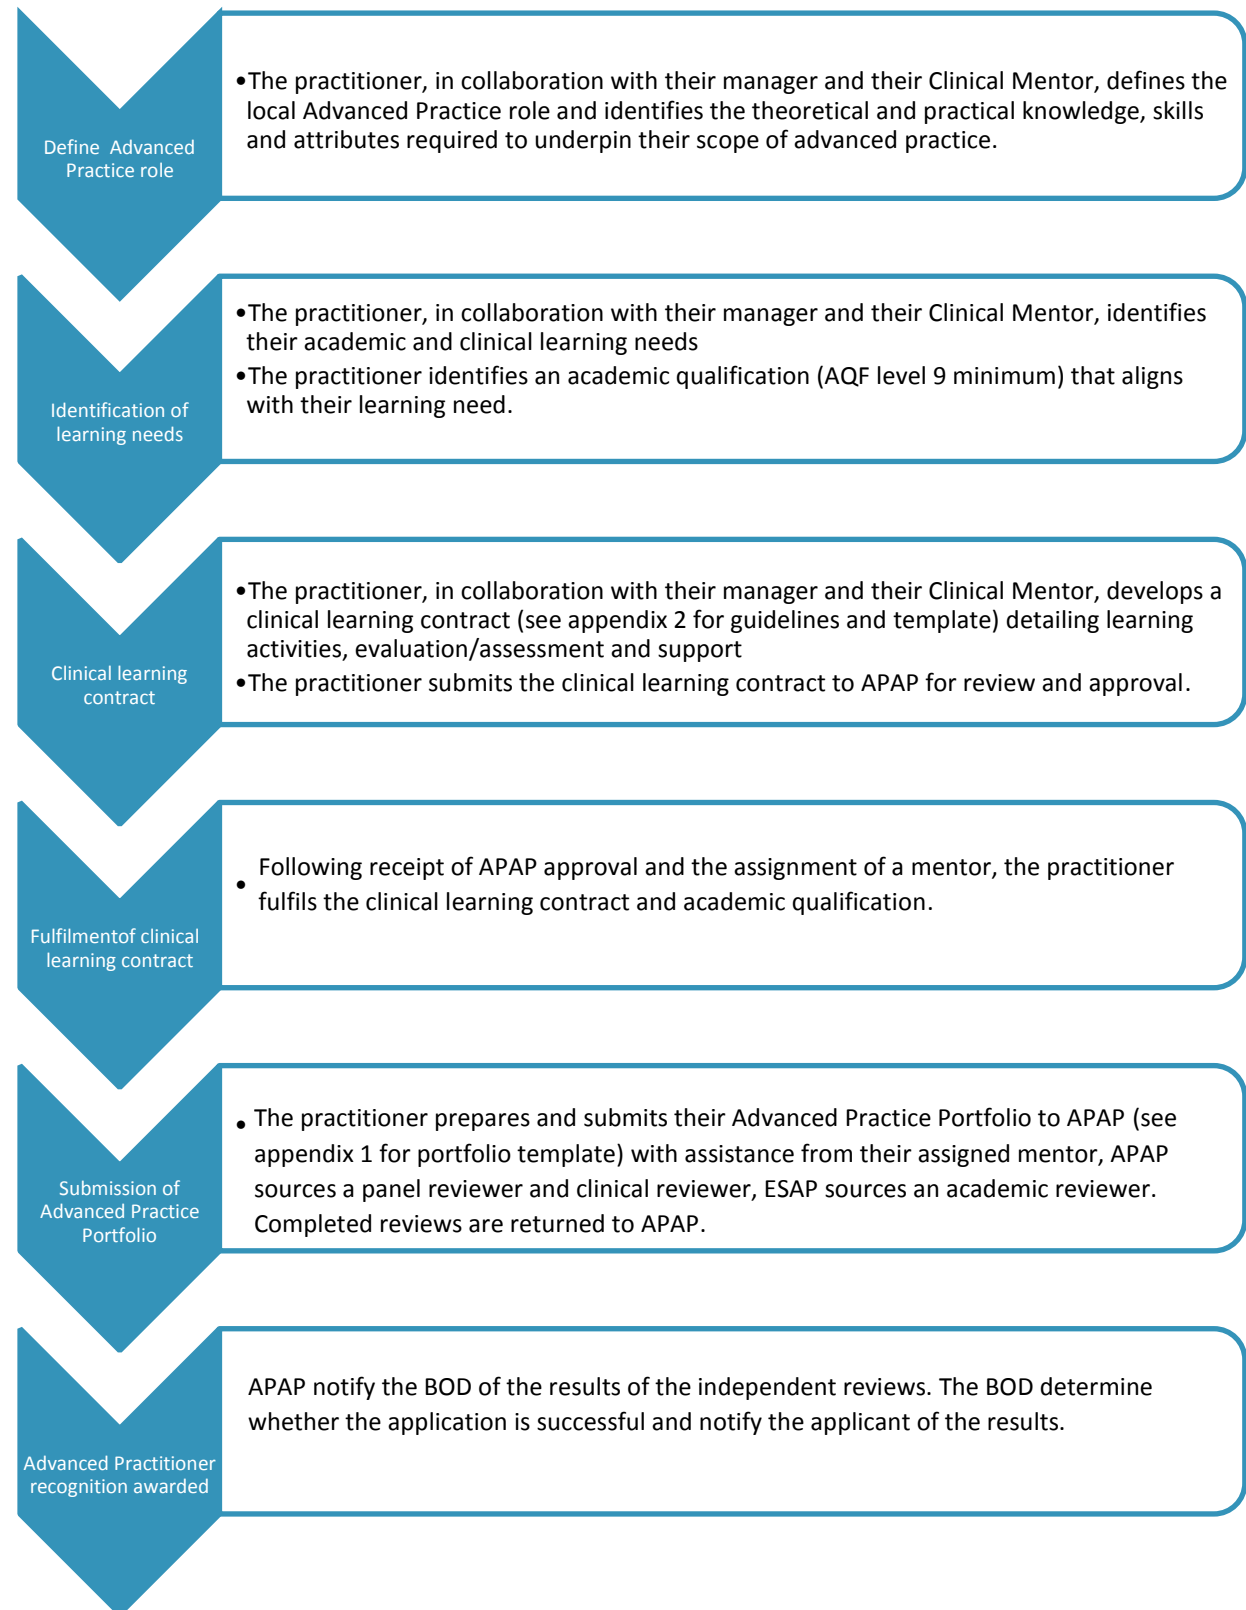 Define  Advanced
Practice role
•The practitioner, in collaboration with their manager and their Clinical Mentor, defines the
local Advanced Practice role and identifies the theoretical and practical knowledge, skills
and attributes required to underpin their scope of advanced practice.
Identification of
learning needs
•The practitioner, in collaboration with their manager and their Clinical Mentor, identifies
their academic and clinical learning needs
•The practitioner identifies an academic qualification (AQF level 9 minimum) that aligns
with their learning need.
Clinical learning
contract
•The practitioner, in collaboration with their manager and their Clinical Mentor, develops a
clinical learning contract (see appendix 2 for guidelines and template) detailing learning
activities, evaluation/assessment and support
•The practitioner submits the clinical learning contract to APAP for review and approval.
Fulfilmentof clinical
learning contract
• Following receipt of APAP approval and the assignment of a mentor, the practitioner
fulfils the clinical learning contract and academic qualification.
Submission of
Advanced Practice
Portfolio
• The practitioner prepares and submits their Advanced Practice Portfolio to APAP (see
appendix 1 for portfolio template) with assistance from their assigned mentor, APAP
sources a panel reviewer and clinical reviewer, ESAP sources an academic reviewer.
Completed reviews are returned to APAP.
Advanced Practitioner
recognition awarded
APAP notify the BOD of the results of the independent reviews. The BOD determine
whether the application is successful and notify the applicant of the results.